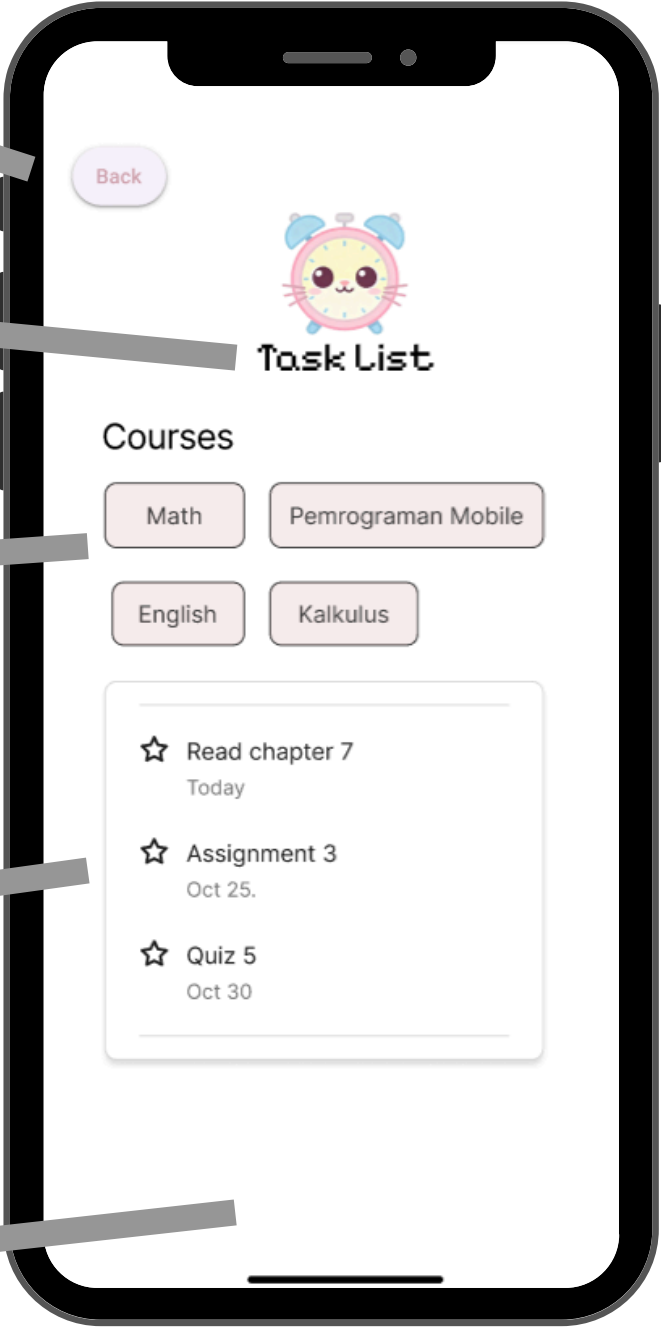 Back
Task List
Courses
Math
Pemrograman Mobile
English
Kalkulus
Read chapter 7
Today
Assignment 3
Oct 25.
Quiz 5
Oct 30